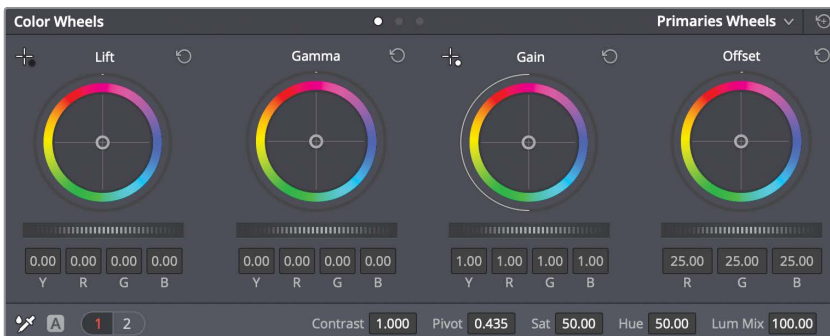 Color Wheels Primaries Wheels
Lift Gamma Gain Offset
0.00 0.00 0.00 0.00 0.00 0.00 0.00 0.00 1.00 1.00 1.00 1.00 25.00 25.00 25.00
Y R G B Y R G B Y R G B R G B
A 1 2 Contrast 1.000 Pivot 0.435 Sat 50.00 Hue 50.00 Lum Mix 100.00